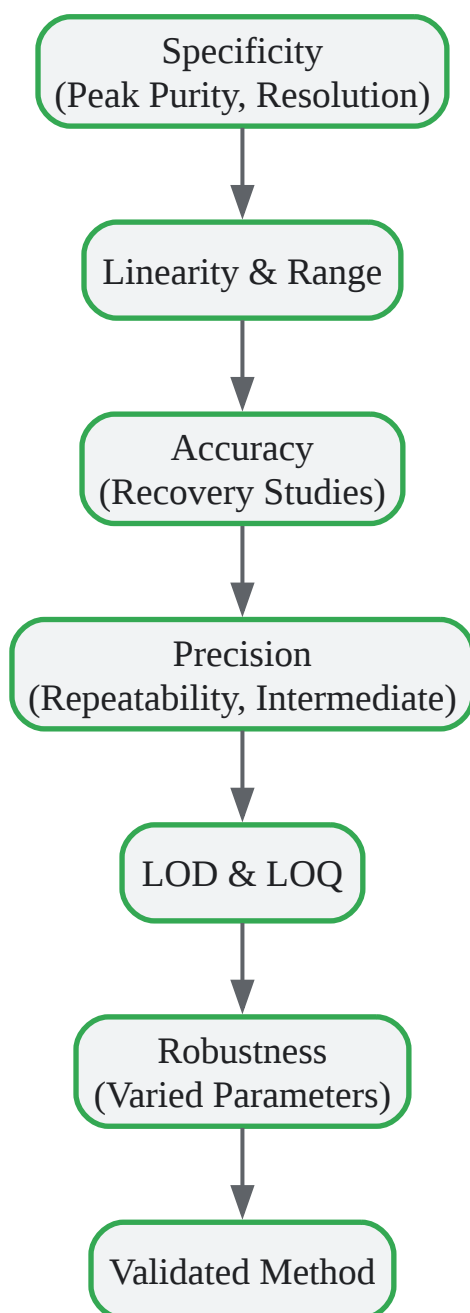 Specificity
(Peak Purity, Resolution)
Linearity & Range
Accuracy
(Recovery Studies)
Precision
(Repeatability, Intermediate)
LOD & LOQ
Robustness
(Varied Parameters)
Validated Method